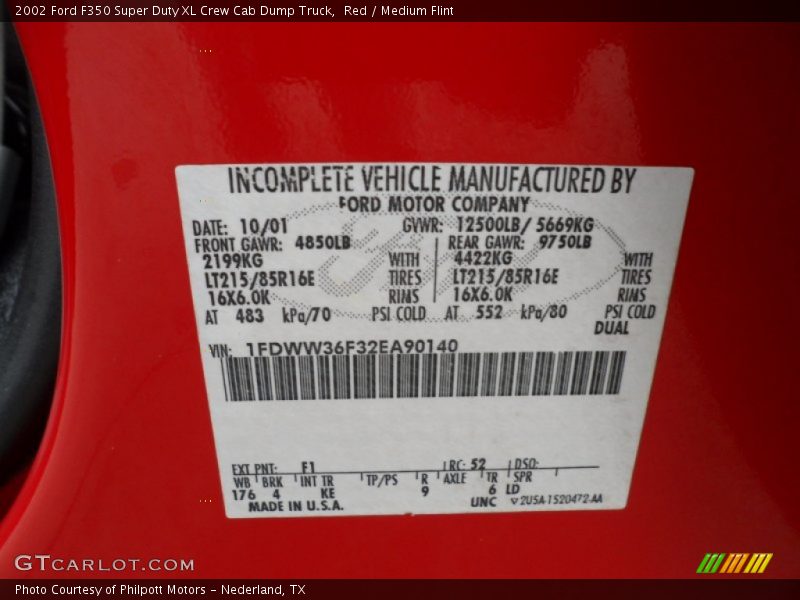 2002 Ford F350 Super Duty XL Crew Cab Dump Truck,  Red / Medium Flint
INCOMPLETE VEHICLE MANUFACTURED BY
FORD MOTOR COMPANY
DATE: 10/01 GVWR: 12500LB/ 5669KG
FRONT GAWR: 4850LB REAR GAWR: 9750LB
2199KG WITH 4422KG WITH
LT215/85R16E TIRES LT215/85R16E TIRES
16X6.0K RIMS 16X6.0K RIMS
AT 483 kPa/70 PSI COLD AT 552 kPa/80 PSI COLD
DUAL
VIN: 1FDWW36F32EA90140
EXT PNT: F1 RC: 52 DSO:
WB BRK INT TR TP/PS R AXLE TR SPR
176 4 KE 9 6 LD
MADE IN U.S.A. UNC 2U5A-1520472-AA
GTCARLOT.COM
Photo Courtesy of Philpott Motors - Nederland, TX